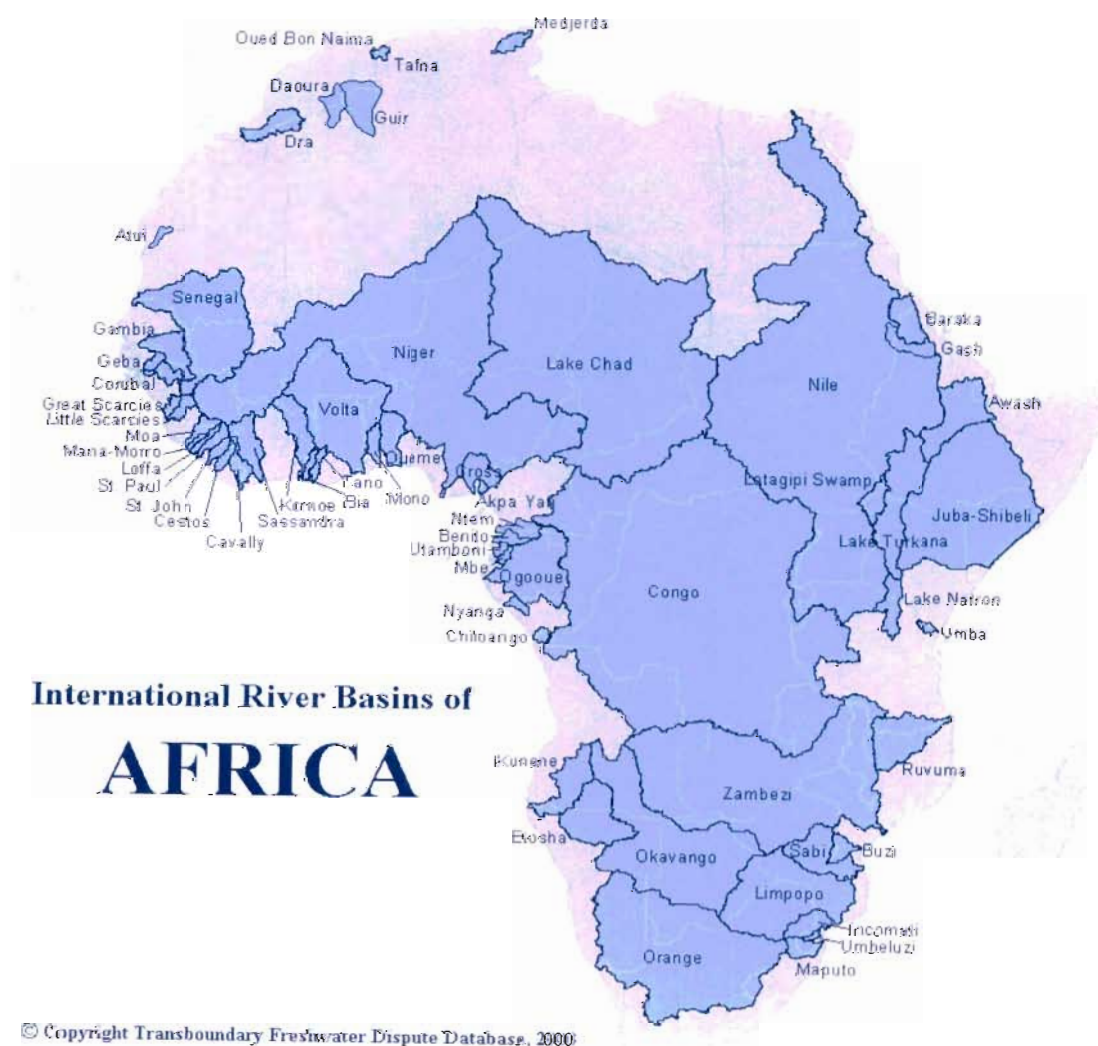 Medjerda
Oued Bon Naima
Tafna
Daoura
Guir
Dra
Atui
Senegal
Gambia
Geba
Corubal
Great Scarcies
Little Scarcies
Moa
Mana-Morro
Loffa
St Paul
St John
Cestos
Cavally
Sassandra
Komoe
Bia
Tano
Mono
Oueme
Volta
Niger
Lake Chad
Nile
Baraka
Gash
Awash
Cross
Akpa Yafi
Ntem
Benito
Utamboni
Mbe
Ogooue
Nyanga
Chiloango
Congo
Lotagipi Swamp
Juba-Shibeli
Lake Turkana
Lake Natron
Umba
International River Basins of
AFRICA
Kunene
Zambezi
Ruvuma
Etosha
Okavango
Sabi
Buzi
Limpopo
Incomati
Umbeluzi
Maputo
Orange
© Copyright Transboundary Freshwater Dispute Database, 2000